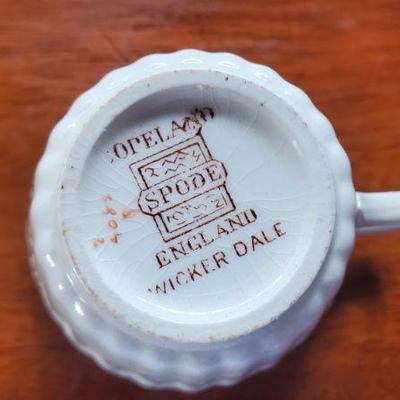 COPELAND
SPODE
ENGLAND
WICKER DALE